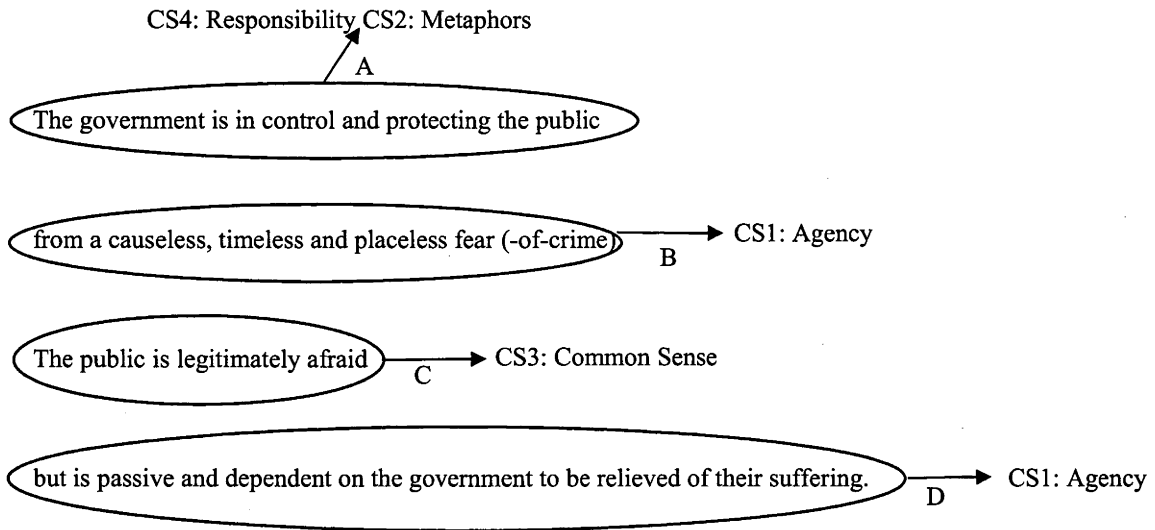 CS4: Responsibility CS2: Metaphors
A
The government is in control and protecting the public
from a causeless, timeless and placeless fear (-of-crime)
B
CS1: Agency
The public is legitimately afraid
C
CS3: Common Sense
but is passive and dependent on the government to be relieved of their suffering.
D
CS1: Agency